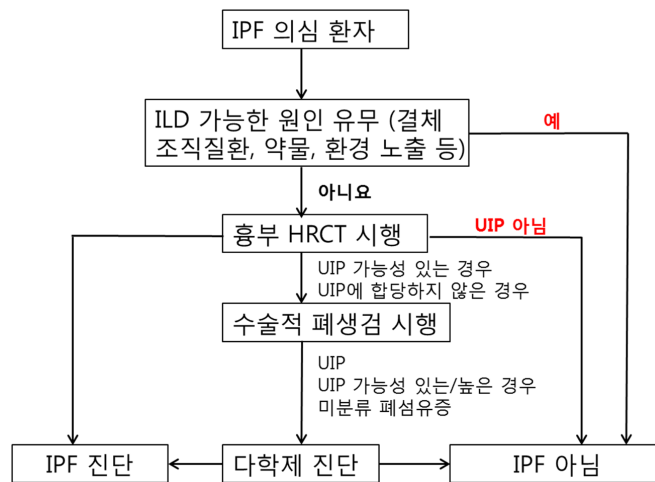 IPF 의심 환자
ILD 가능한 원인 유무 (결체
조직질환, 약물, 환경 노출 등)
예
아니요
흉부 HRCT 시행
UIP 아님
UIP 가능성 있는 경우
UIP에 합당하지 않은 경우
수술적 폐생검 시행
UIP
UIP 가능성 있는/높은 경우
미분류 폐섬유증
IPF 진단
다학제 진단
IPF 아님